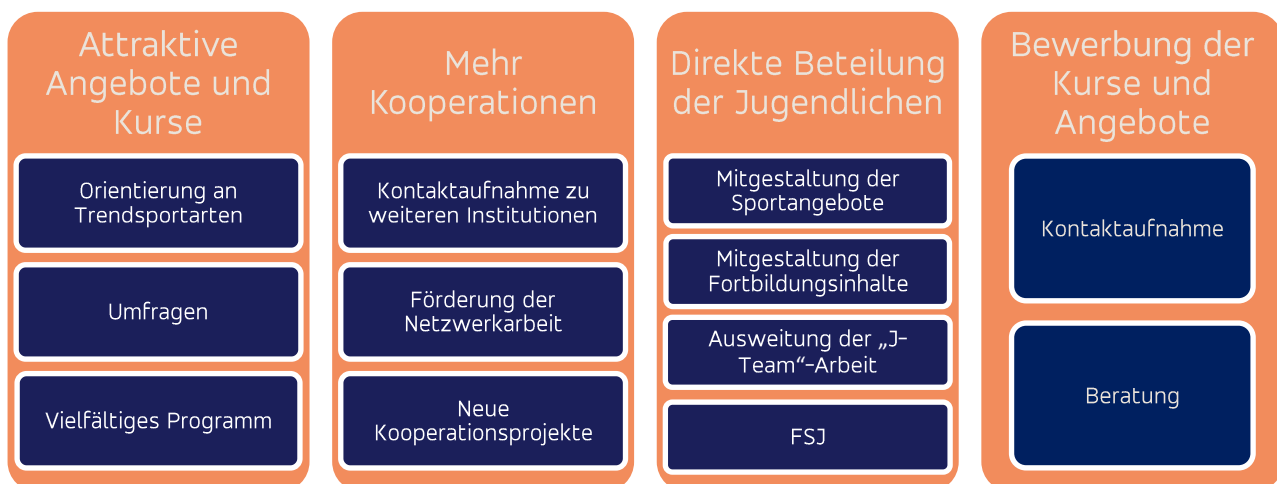 Attraktive
Angebote und
Kurse
Orientierung an
Trendsportarten
Umfragen
Vielfältiges Programm
Mehr
Kooperationen
Kontaktaufnahme zu
weiteren Institutionen
Förderung der
Netzwerkarbeit
Neue
Kooperationsprojekte
Direkte Beteilung
der Jugendlichen
Mitgestaltung der
Sportangebote
Mitgestaltung der
Fortbildungsinhalte
Ausweitung der „J-
Team“-Arbeit
FSJ
Bewerbung der
Kurse und
Angebote
Kontaktaufnahme
Beratung